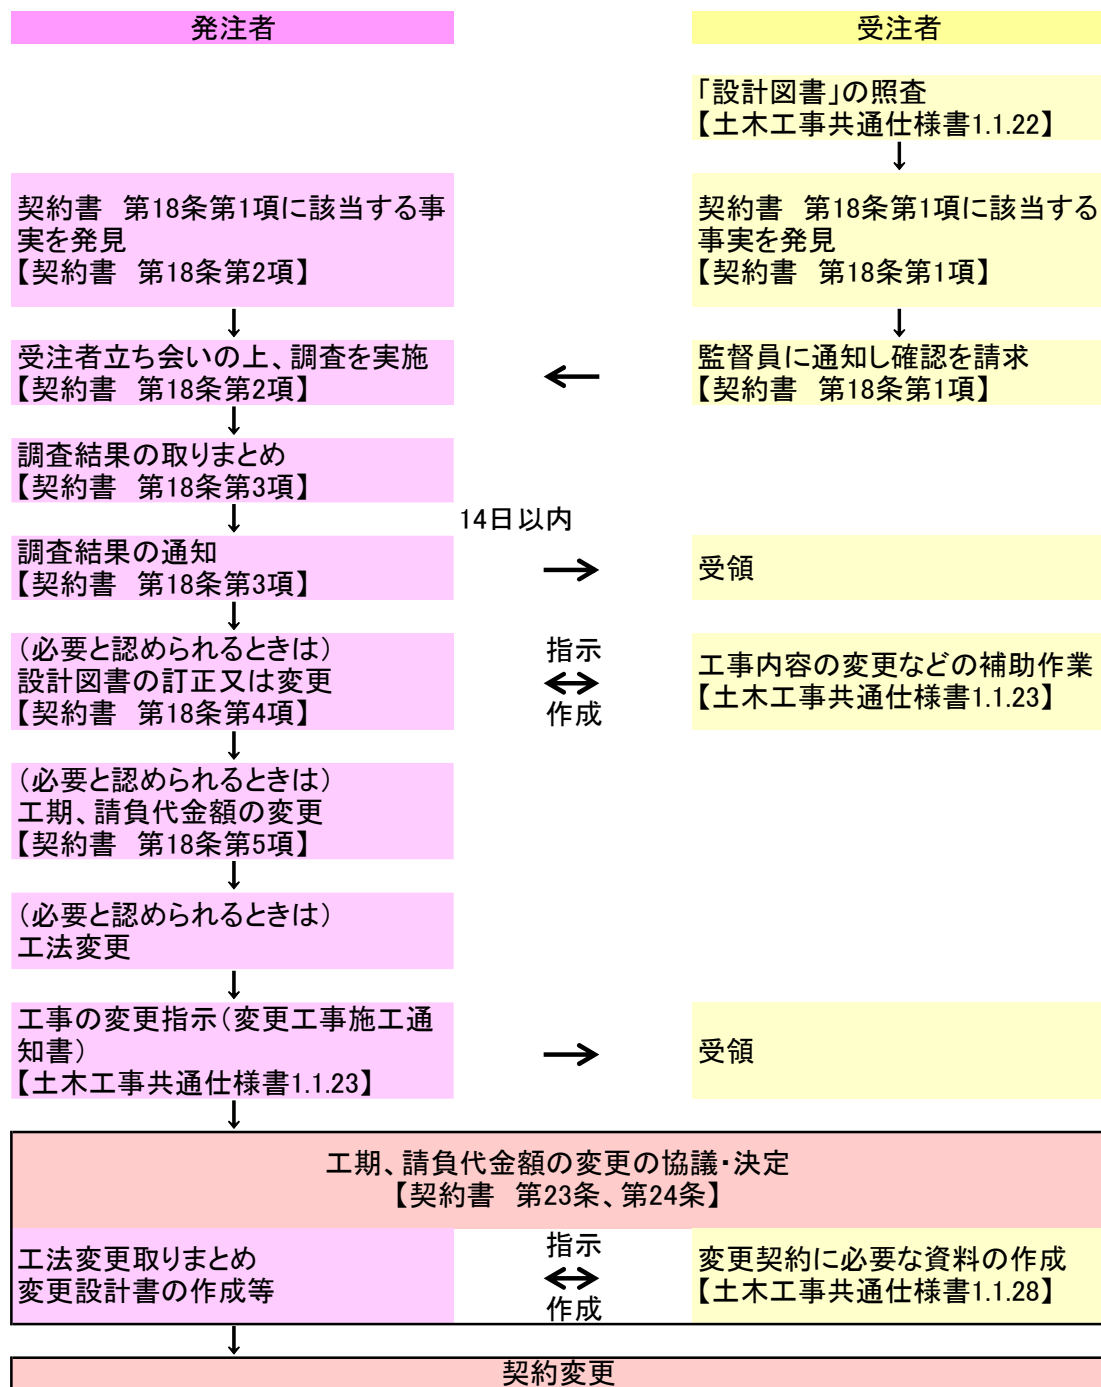 発注者
受注者
「設計図書」の照査
【土木工事共通仕様書1.1.22】
契約書　第18条第1項に該当する事
実を発見
【契約書　第18条第2項】
契約書　第18条第1項に該当する
事実を発見
【契約書　第18条第1項】
受注者立ち会いの上、調査を実施
【契約書　第18条第2項】
監督員に通知し確認を請求
【契約書　第18条第1項】
調査結果の取りまとめ
【契約書　第18条第3項】
14日以内
調査結果の通知
【契約書　第18条第3項】
受領
（必要と認められるときは）
設計図書の訂正又は変更
【契約書　第18条第4項】
指示
作成
工事内容の変更などの補助作業
【土木工事共通仕様書1.1.23】
（必要と認められるときは）
工期、請負代金額の変更
【契約書　第18条第5項】
（必要と認められるときは）
工法変更
工事の変更指示（変更工事施工通
知書）
【土木工事共通仕様書1.1.23】
受領
工期、請負代金額の変更の協議・決定
【契約書　第23条、第24条】
工法変更取りまとめ
変更設計書の作成等
指示
作成
変更契約に必要な資料の作成
【土木工事共通仕様書1.1.28】
契約変更